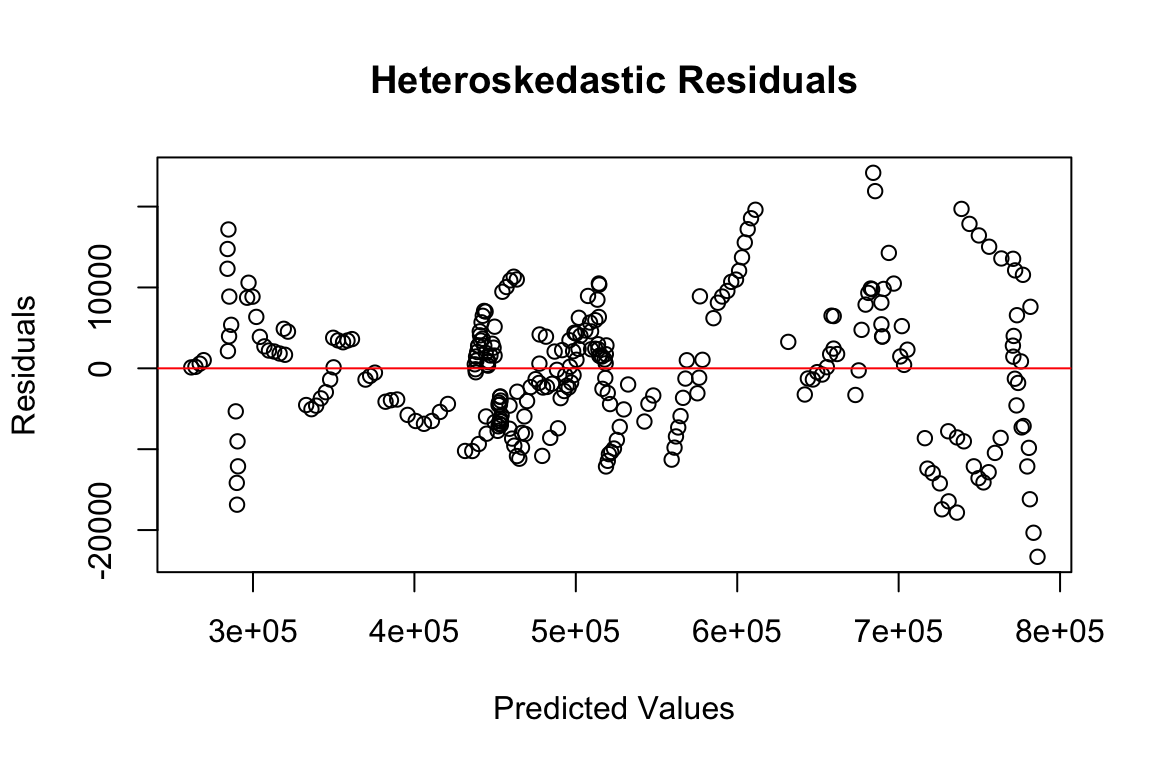 Heteroskedastic Residuals
Residuals
10000
0
-20000
3e+05 4e+05 5e+05 6e+05 7e+05 8e+05
Predicted Values